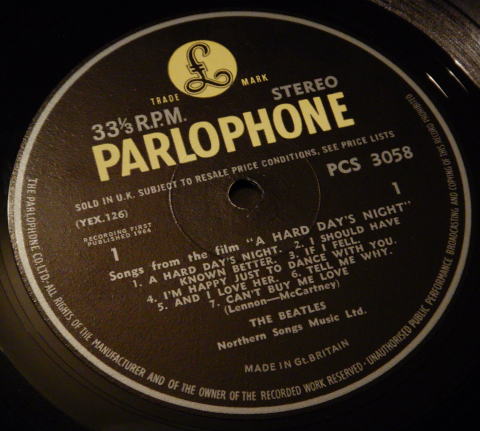 £
TRADE MARK
33⅓ R.P.M. STEREO
PARLOPHONE
SOLD IN U.K. SUBJECT TO RESALE PRICE CONDITIONS, SEE PRICE LISTS
(YEX.126)
PCS 3058
RECORDING FIRST
PUBLISHED 1964
1
1
Songs from the film "A HARD DAY'S NIGHT"
1. A HARD DAY'S NIGHT. 2. I SHOULD HAVE
KNOWN BETTER. 3. IF I FELL.
4. I'M HAPPY JUST TO DANCE WITH YOU.
5. AND I LOVE HER. 6. TELL ME WHY.
7. CAN'T BUY ME LOVE
(Lennon—McCartney)
THE BEATLES
Northern Songs Music Ltd.
MADE IN Gt. BRITAIN
THE PARLOPHONE CO. LTD. · ALL RIGHTS OF THE MANUFACTURER AND OF THE OWNER OF THE RECORDED WORK RESERVED · UNAUTHORISED PUBLIC PERFORMANCE BROADCASTING AND COPYING OF THIS RECORD PROHIBITED